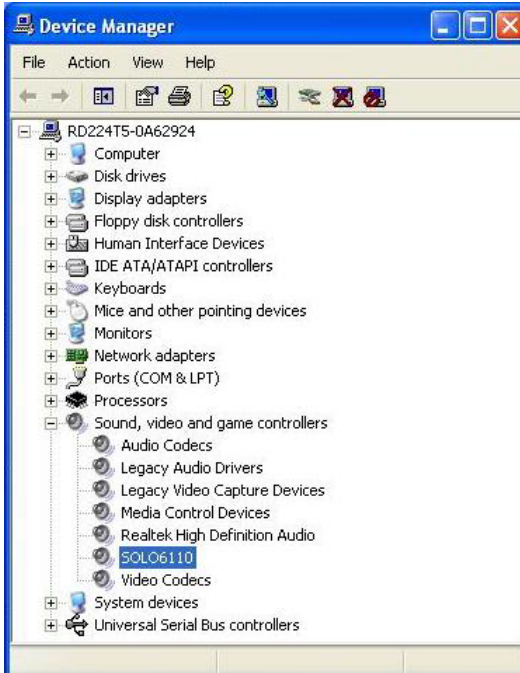 Device Manager
File Action View Help
RD224T5-0A62924
Computer
Disk drives
Display adapters
Floppy disk controllers
Human Interface Devices
IDE ATA/ATAPI controllers
Keyboards
Mice and other pointing devices
Monitors
Network adapters
Ports (COM & LPT)
Processors
Sound, video and game controllers
Audio Codecs
Legacy Audio Drivers
Legacy Video Capture Devices
Media Control Devices
Realtek High Definition Audio
SOLO6110
Video Codecs
System devices
Universal Serial Bus controllers